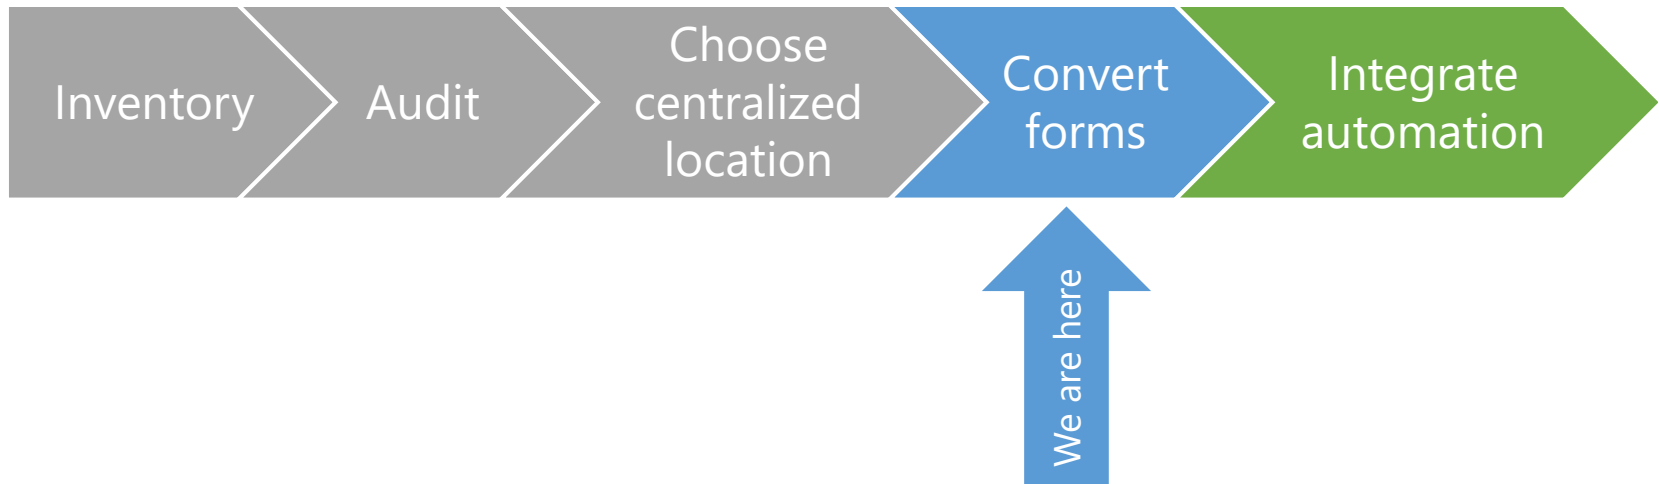 Inventory
Audit
Choose
centralized
location
Convert
forms
Integrate
automation
We are here